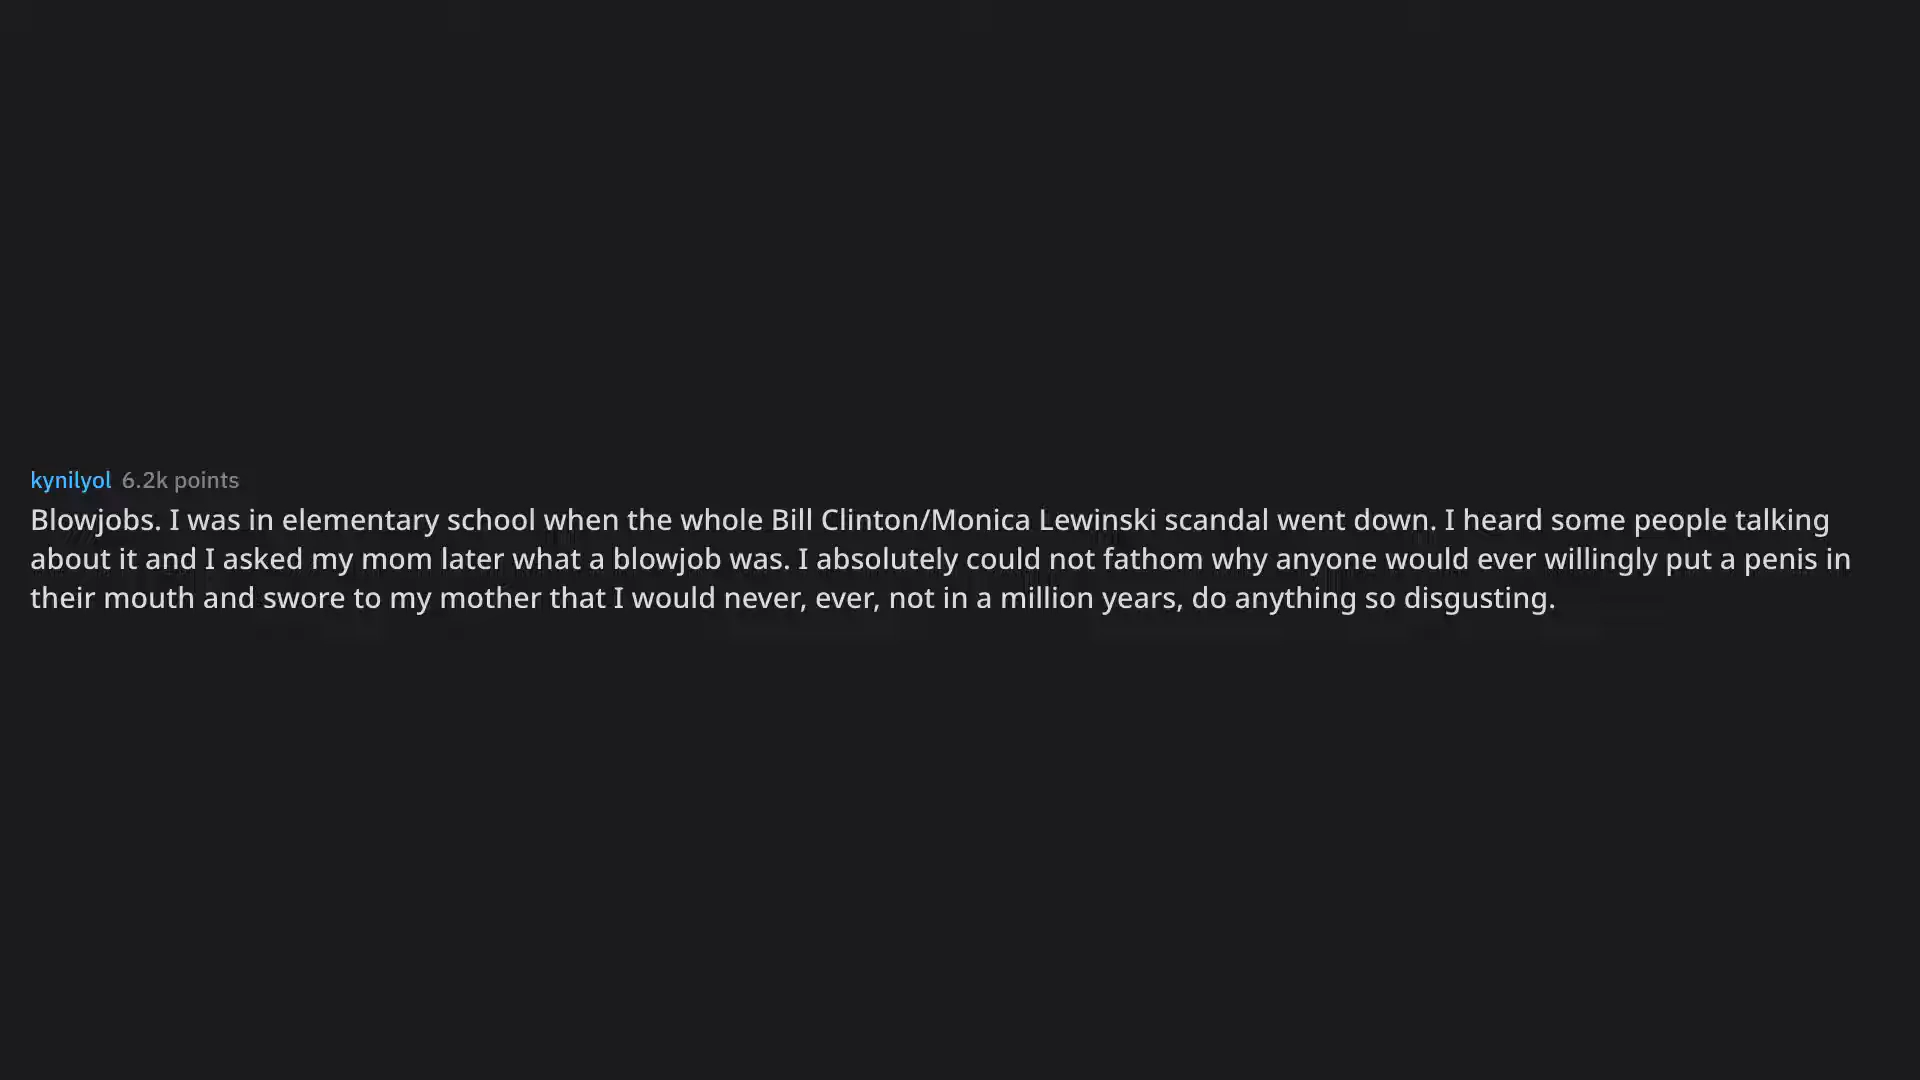 kynilyol 6.2k points
Blowjobs. I was in elementary school when the whole Bill Clinton/Monica Lewinski scandal went down. I heard some people talking
about it and I asked my mom later what a blowjob was. I absolutely could not fathom why anyone would ever willingly put a penis in
their mouth and swore to my mother that I would never, ever, not in a million years, do anything so disgusting.